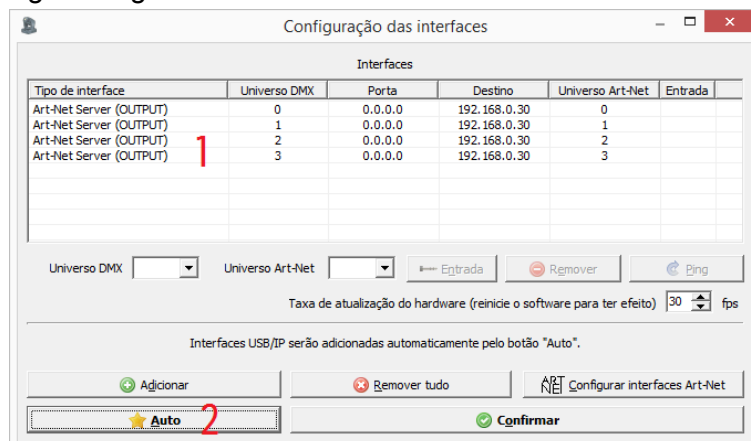 Configuração das interfaces
Interfaces
Tipo de interface Universo DMX Porta Destino Universo Art-Net Entrada
Art-Net Server (OUTPUT) 0 0.0.0.0 192.168.0.30 0
Art-Net Server (OUTPUT) 1 0.0.0.0 192.168.0.30 1
Art-Net Server (OUTPUT) 2 0.0.0.0 192.168.0.30 2
Art-Net Server (OUTPUT) 3 0.0.0.0 192.168.0.30 3
1
Universo DMX Universo Art-Net Entrada Remover Ping
Taxa de atualização do hardware (reinicie o software para ter efeito) 30 fps
Interfaces USB/IP serão adicionadas automaticamente pelo botão "Auto".
Adicionar Remover tudo ART NET Configurar interfaces Art-Net
Auto 2 Confirmar